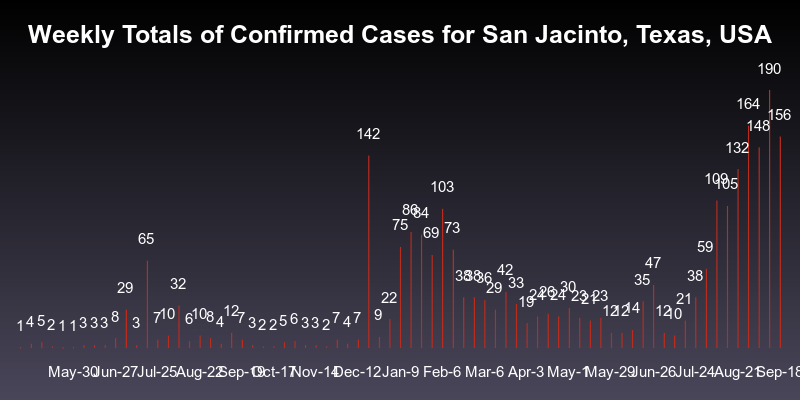 Weekly Totals of Confirmed Cases for San Jacinto, Texas, USA
1 4 5 2 1 1 3 3 3 8 29 3 65 7 10 32 6 10 8 4 12 7 3 2 2 5 6 3 3 2 7 4 7 142 9 22 75 86 84 69 103 73 38 38 36 29 42 33 19 24 26 24 30 23 21 23 12 12 14 35 47 12 10 21 38 59 109 105 132 164 148 190 156
May-30 Jun-27 Jul-25 Aug-22 Sep-19 Oct-17 Nov-14 Dec-12 Jan-9 Feb-6 Mar-6 Apr-3 May-1 May-29 Jun-26 Jul-24 Aug-21 Sep-18